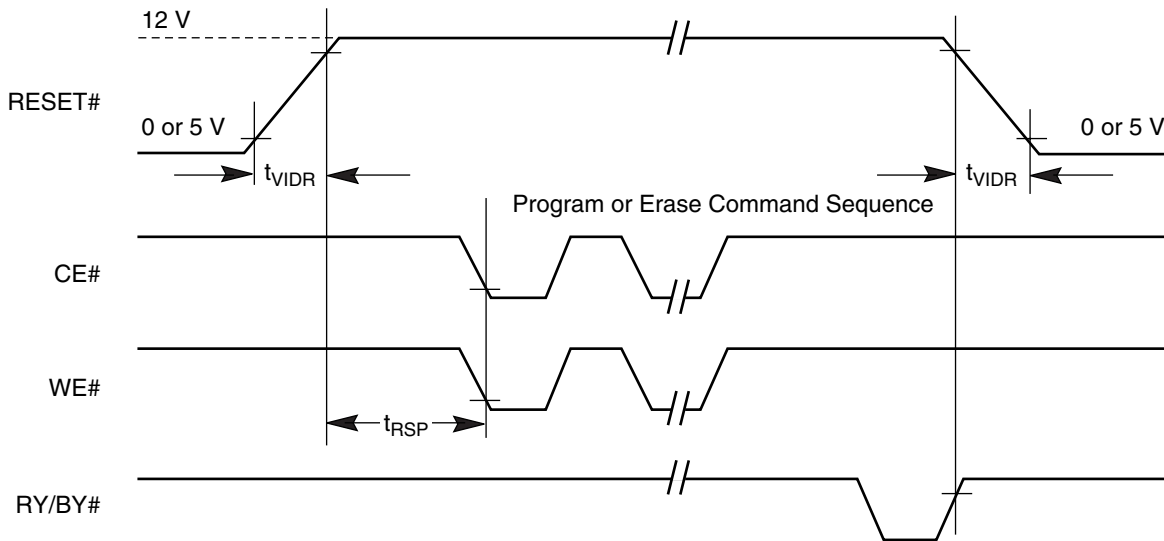 12 V
RESET#
0 or 5 V
0 or 5 V
tVIDR
tVIDR
Program or Erase Command Sequence
CE#
WE#
tRSP
RY/BY#